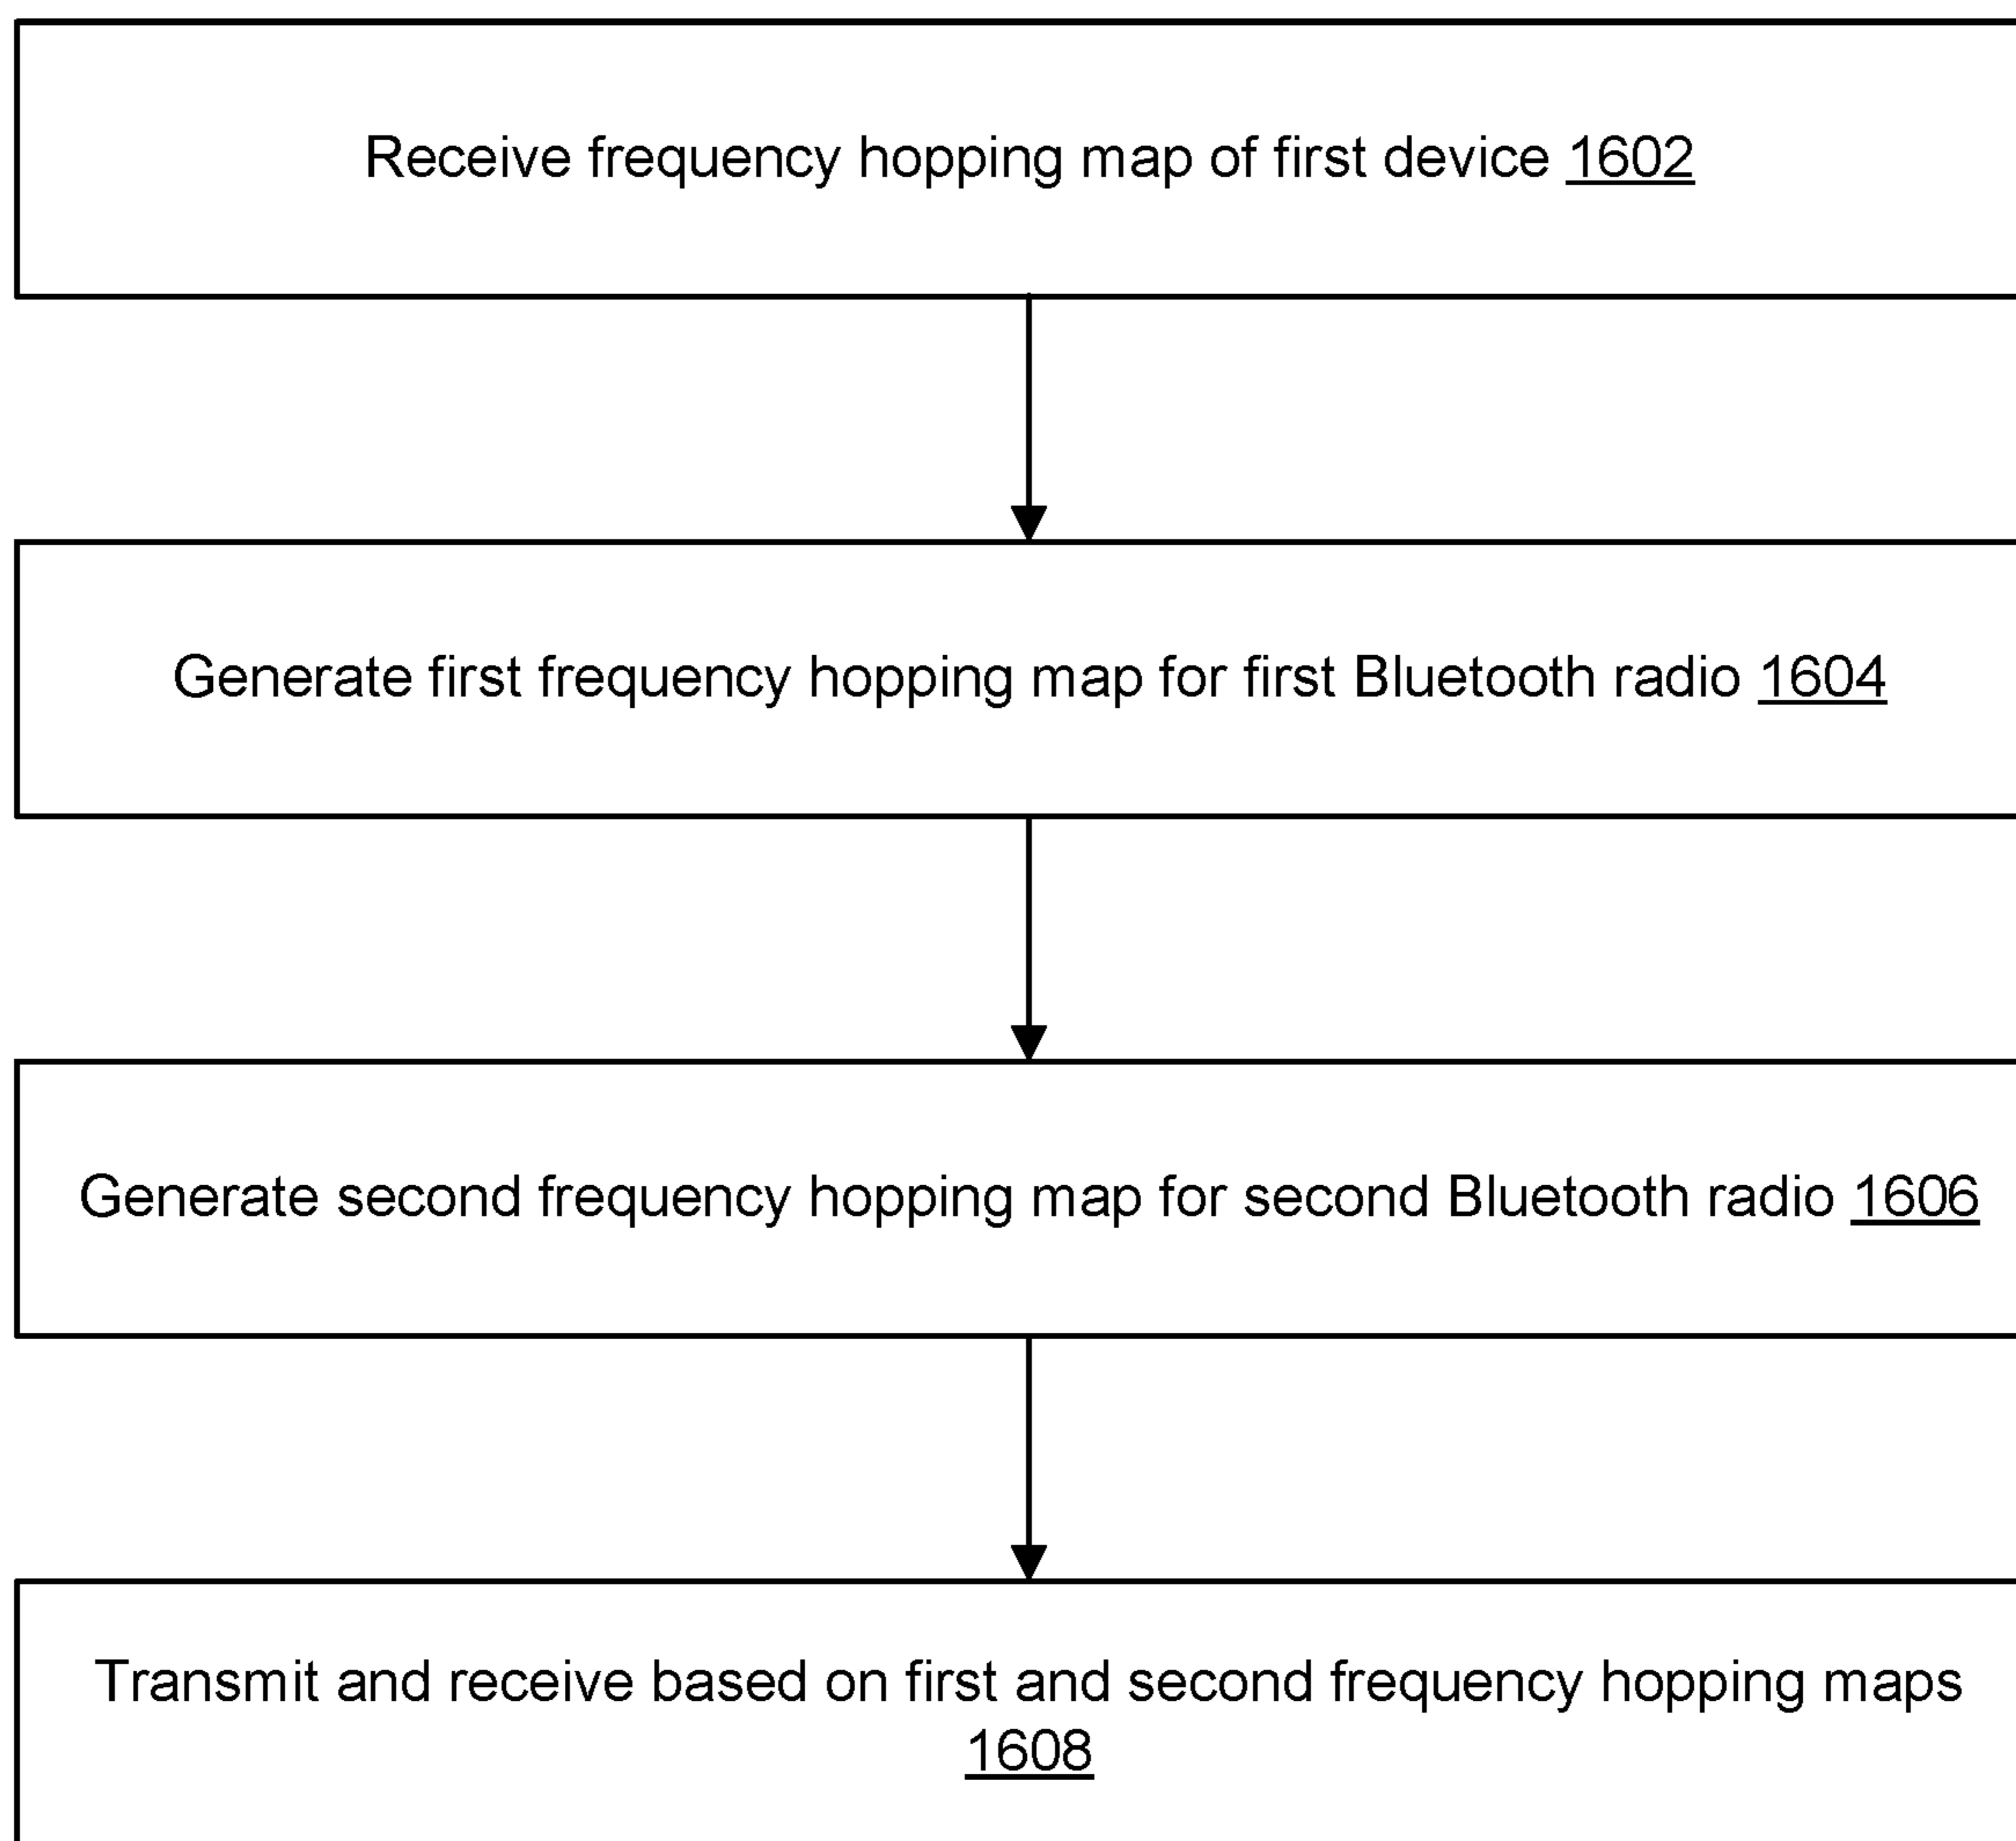 Receive frequency hopping map of first device 1602
Generate first frequency hopping map for first Bluetooth radio 1604
Generate second frequency hopping map for second Bluetooth radio 1606
Transmit and receive based on first and second frequency hopping maps
1608